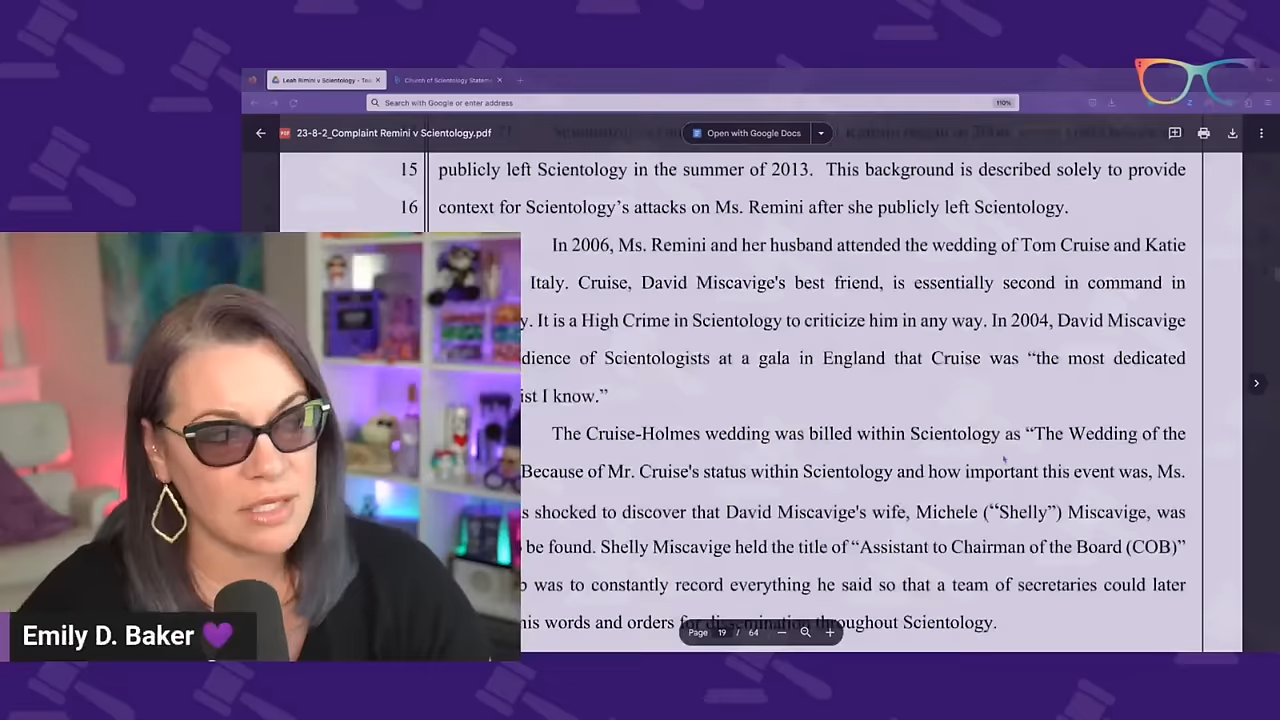 Leah Remini v Scientology - Tou
Church of Scientology Statem
Search with Google or enter address
110%
23-8-2_Complaint Remini v Scientology.pdf
Open with Google Docs
15 publicly left Scientology in the summer of 2013. This background is described solely to provide
16 context for Scientology's attacks on Ms. Remini after she publicly left Scientology.
In 2006, Ms. Remini and her husband attended the wedding of Tom Cruise and Katie
Italy. Cruise, David Miscavige's best friend, is essentially second in command in
y. It is a High Crime in Scientology to criticize him in any way. In 2004, David Miscavige
dience of Scientologists at a gala in England that Cruise was “the most dedicated
ist I know.”
The Cruise-Holmes wedding was billed within Scientology as “The Wedding of the
Because of Mr. Cruise's status within Scientology and how important this event was, Ms.
s shocked to discover that David Miscavige's wife, Michele (“Shelly”) Miscavige, was
be found. Shelly Miscavige held the title of “Assistant to Chairman of the Board (COB)”
b was to constantly record everything he said so that a team of secretaries could later
his words and orders for dissemination throughout Scientology.
Page 19 / 64
Emily D. Baker 💜